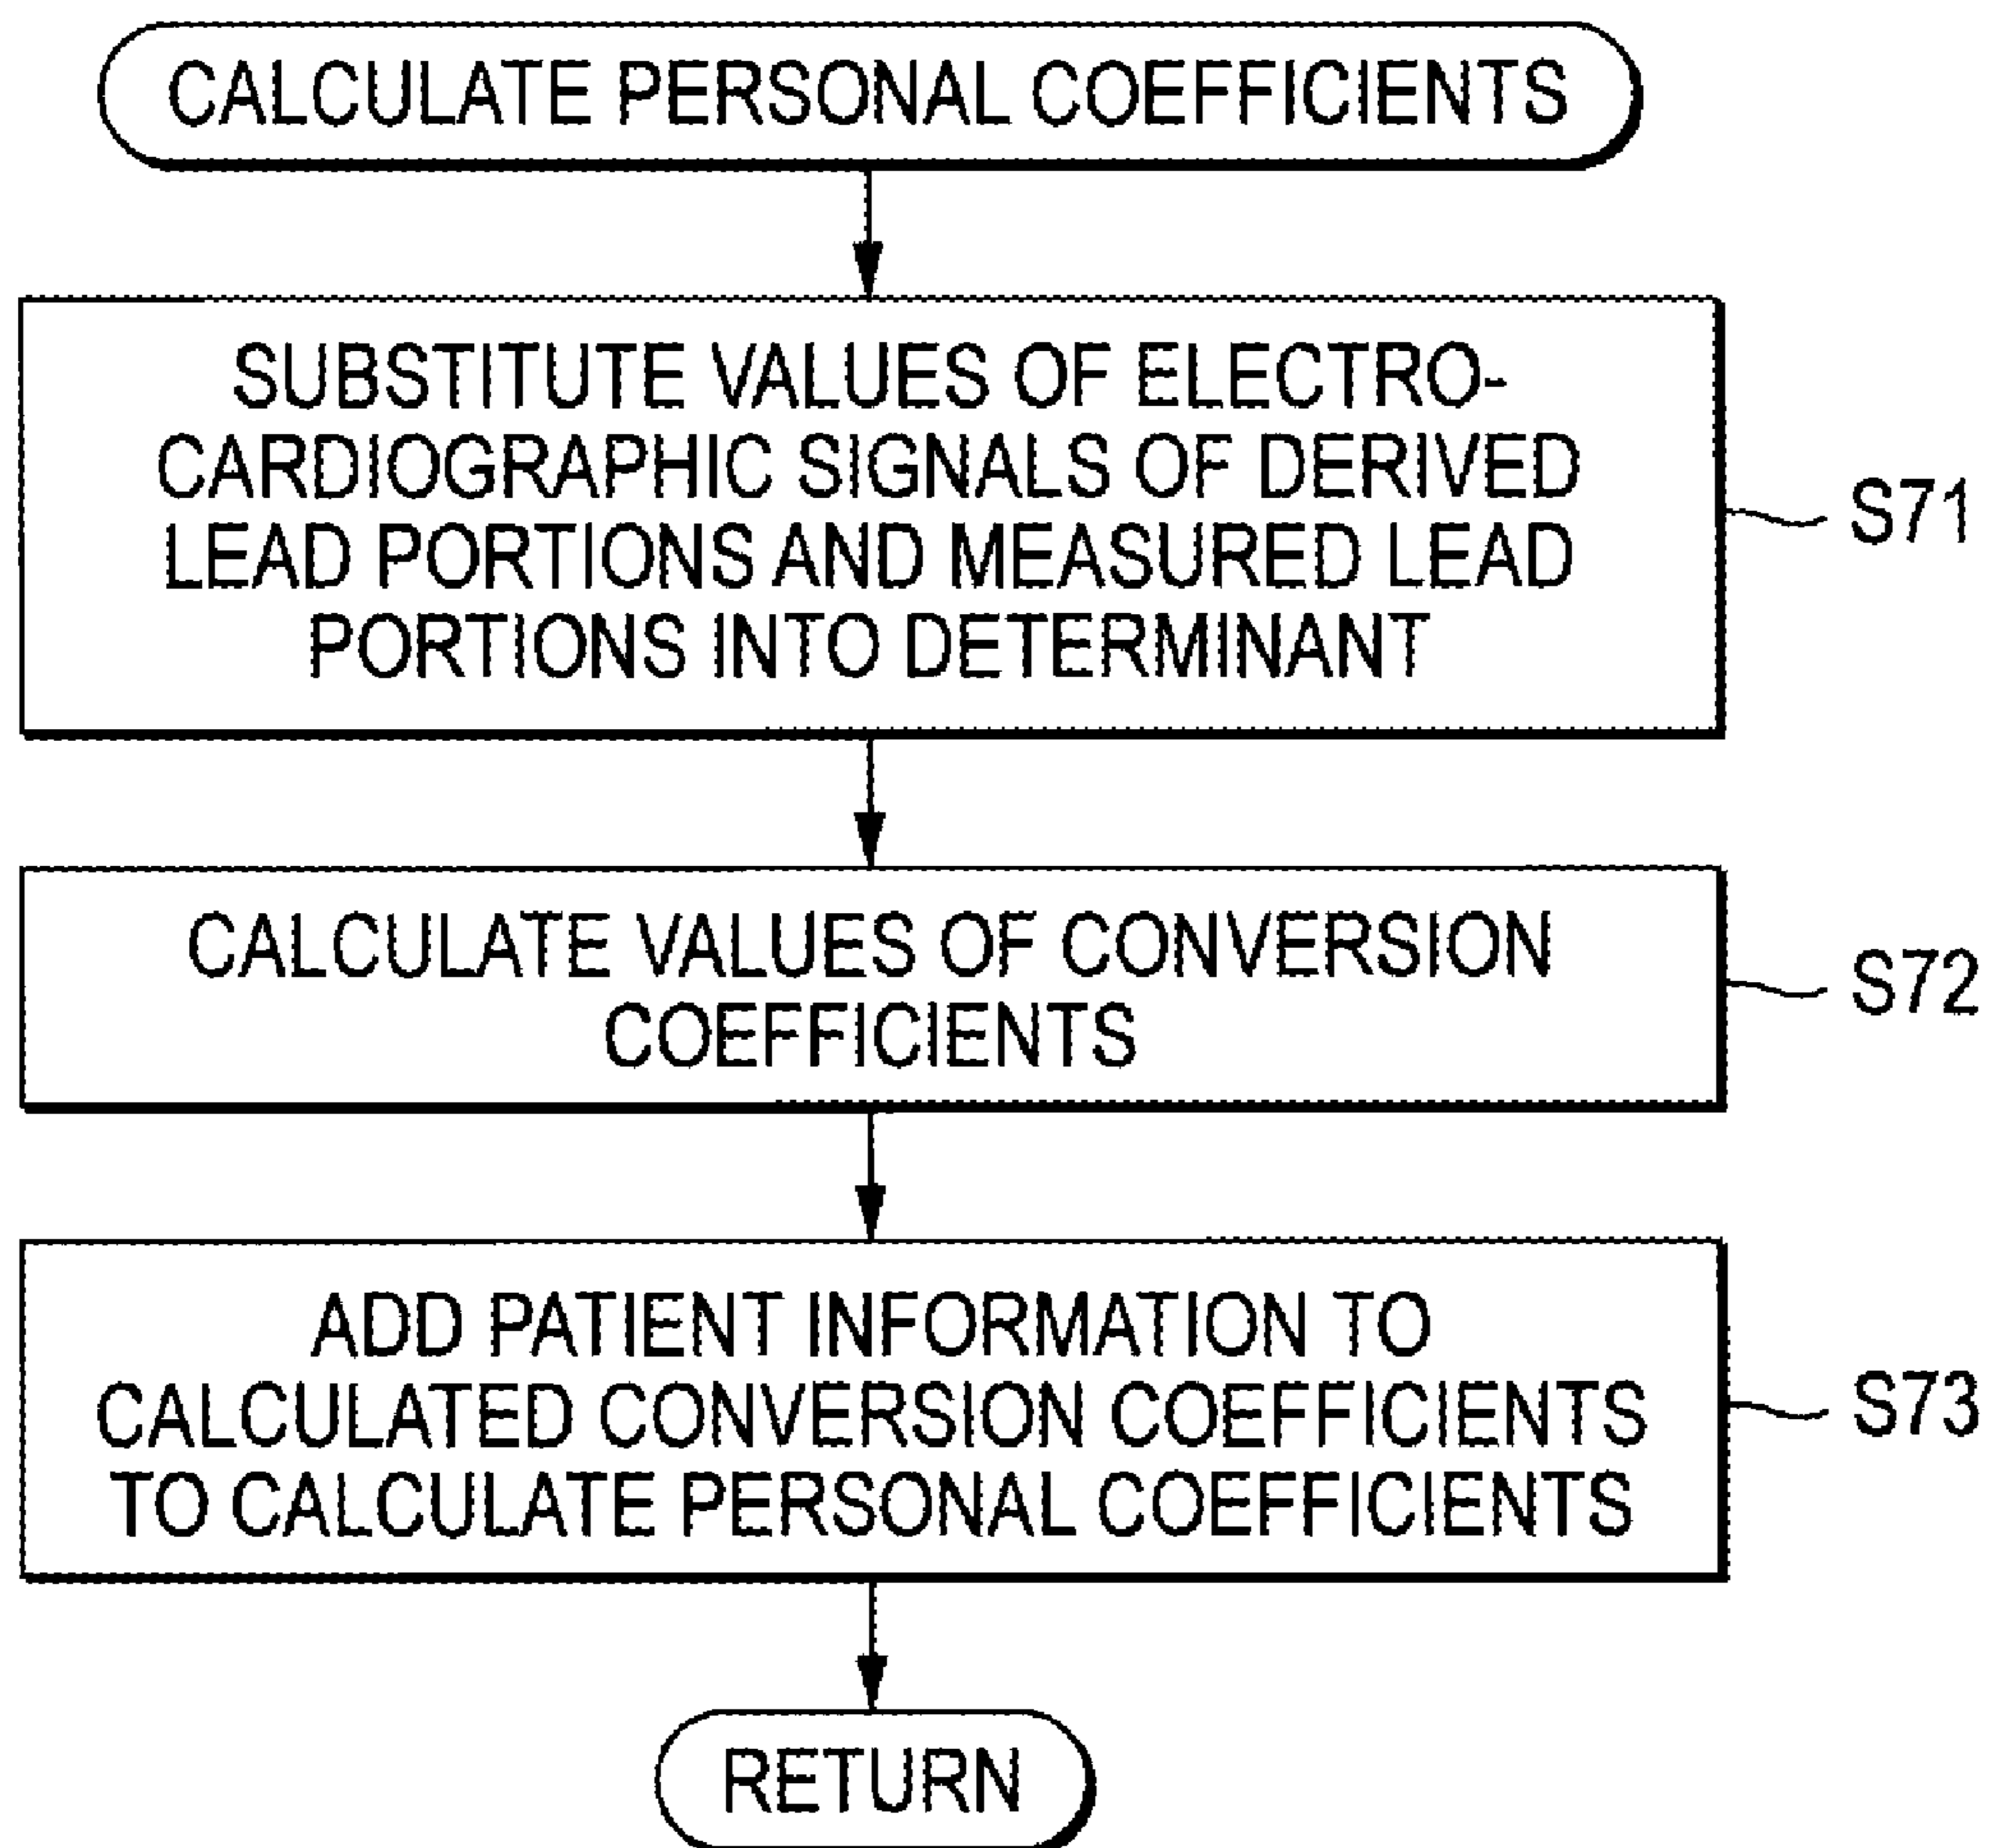 CALCULATE PERSONAL COEFFICIENTS
SUBSTITUTE VALUES OF ELECTRO-
CARDIOGRAPHIC SIGNALS OF DERIVED
LEAD PORTIONS AND MEASURED LEAD
PORTIONS INTO DETERMINANT
S71
CALCULATE VALUES OF CONVERSION
COEFFICIENTS
S72
ADD PATIENT INFORMATION TO
CALCULATED CONVERSION COEFFICIENTS
TO CALCULATE PERSONAL COEFFICIENTS
S73
RETURN